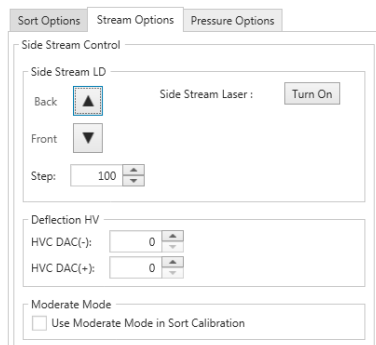 Sort Options Stream Options Pressure Options
Side Stream Control
Side Stream LD
Back Side Stream Laser : Turn On
Front
Step: 100
Deflection HV
HVC DAC(-): 0
HVC DAC(+): 0
Moderate Mode
Use Moderate Mode in Sort Calibration